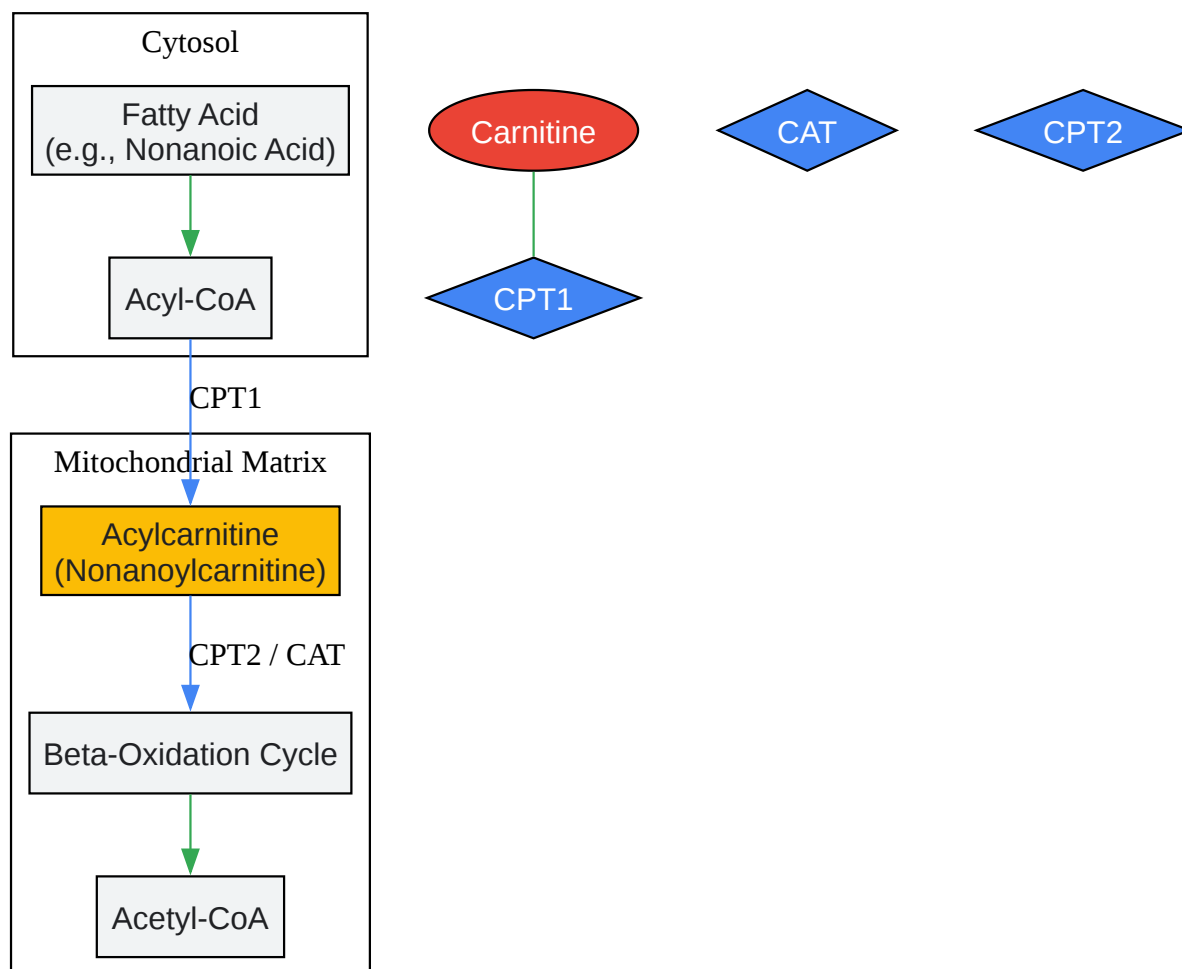 Cytosol
Fatty Acid
(e.g., Nonanoic Acid)
Carnitine
CAT
CPT2
Acyl-CoA
CPT1
CPT1
Mitochondrial Matrix
Acylcarnitine
(Nonanoylcarnitine)
CPT2 / CAT
Beta-Oxidation Cycle
Acetyl-CoA